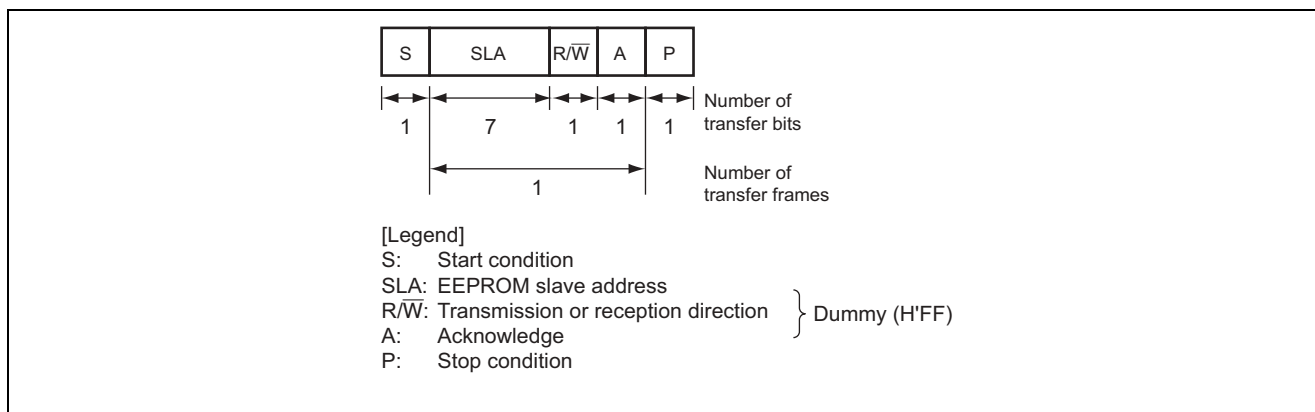 S SLA R/W̅ A P
Number of
transfer bits
1 7 1 1 1
Number of
transfer frames
1
[Legend]
S: Start condition
SLA: EEPROM slave address
R/W̅: Transmission or reception direction
Dummy (H'FF)
A: Acknowledge
P: Stop condition